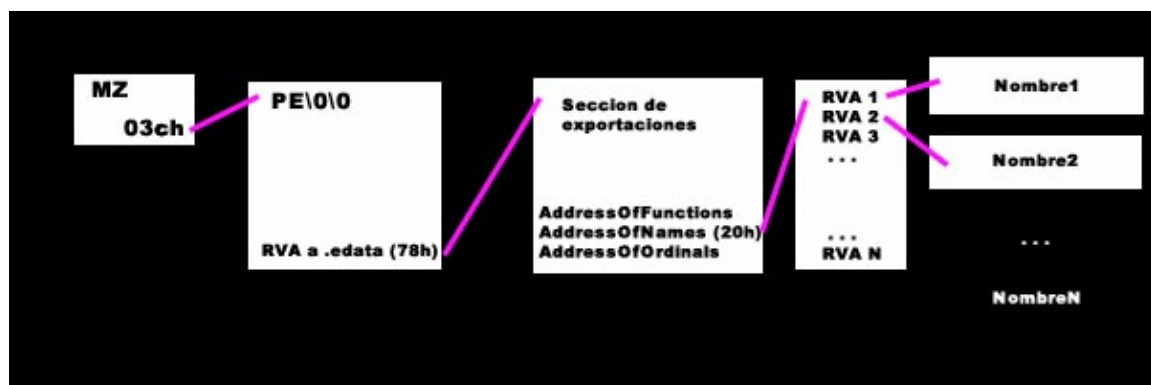 MZ
03ch
PE\0\0
RVA a .edata (78h)
Seccion de
exportaciones
AddressOfFunctions
AddressOfNames (20h)
AddressOfOrdinals
RVA 1
RVA 2
RVA 3
...
...
RVA N
Nombre1
Nombre2
...
NombreN